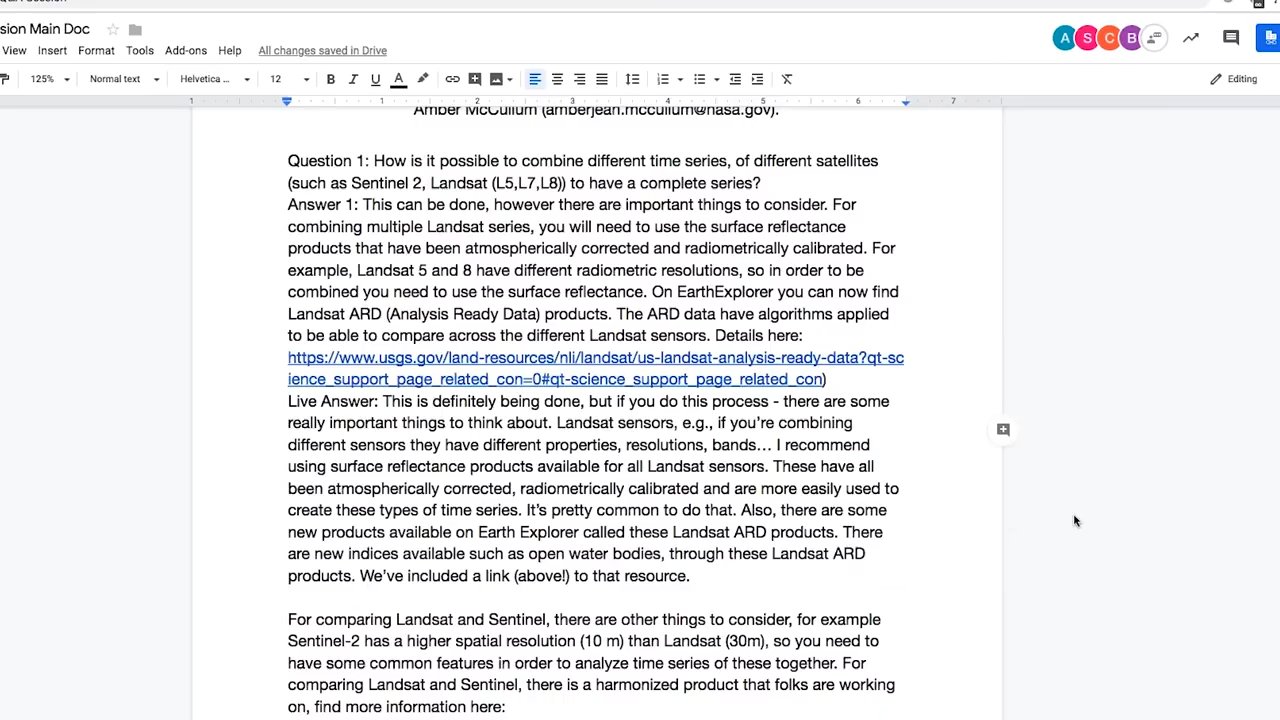 sion Main Doc
View Insert Format Tools Add-ons Help All changes saved in Drive
A S C B
125% Normal text Helvetica ... 12 B I U A Editing
1 1 2 3 4 5 6 7
Amber McCullum (amberjean.mccullum@nasa.gov).
Question 1: How is it possible to combine different time series, of different satellites
(such as Sentinel 2, Landsat (L5,L7,L8)) to have a complete series?
Answer 1: This can be done, however there are important things to consider. For
combining multiple Landsat series, you will need to use the surface reflectance
products that have been atmospherically corrected and radiometrically calibrated. For
example, Landsat 5 and 8 have different radiometric resolutions, so in order to be
combined you need to use the surface reflectance. On EarthExplorer you can now find
Landsat ARD (Analysis Ready Data) products. The ARD data have algorithms applied
to be able to compare across the different Landsat sensors. Details here:
https://www.usgs.gov/land-resources/nli/landsat/us-landsat-analysis-ready-data?qt-sc
ience_support_page_related_con=0#qt-science_support_page_related_con)
Live Answer: This is definitely being done, but if you do this process - there are some
really important things to think about. Landsat sensors, e.g., if you're combining
different sensors they have different properties, resolutions, bands… I recommend
using surface reflectance products available for all Landsat sensors. These have all
been atmospherically corrected, radiometrically calibrated and are more easily used to
create these types of time series. It's pretty common to do that. Also, there are some
new products available on Earth Explorer called these Landsat ARD products. There
are new indices available such as open water bodies, through these Landsat ARD
products. We've included a link (above!) to that resource.
For comparing Landsat and Sentinel, there are other things to consider, for example
Sentinel-2 has a higher spatial resolution (10 m) than Landsat (30m), so you need to
have some common features in order to analyze time series of these together. For
comparing Landsat and Sentinel, there is a harmonized product that folks are working
on, find more information here: